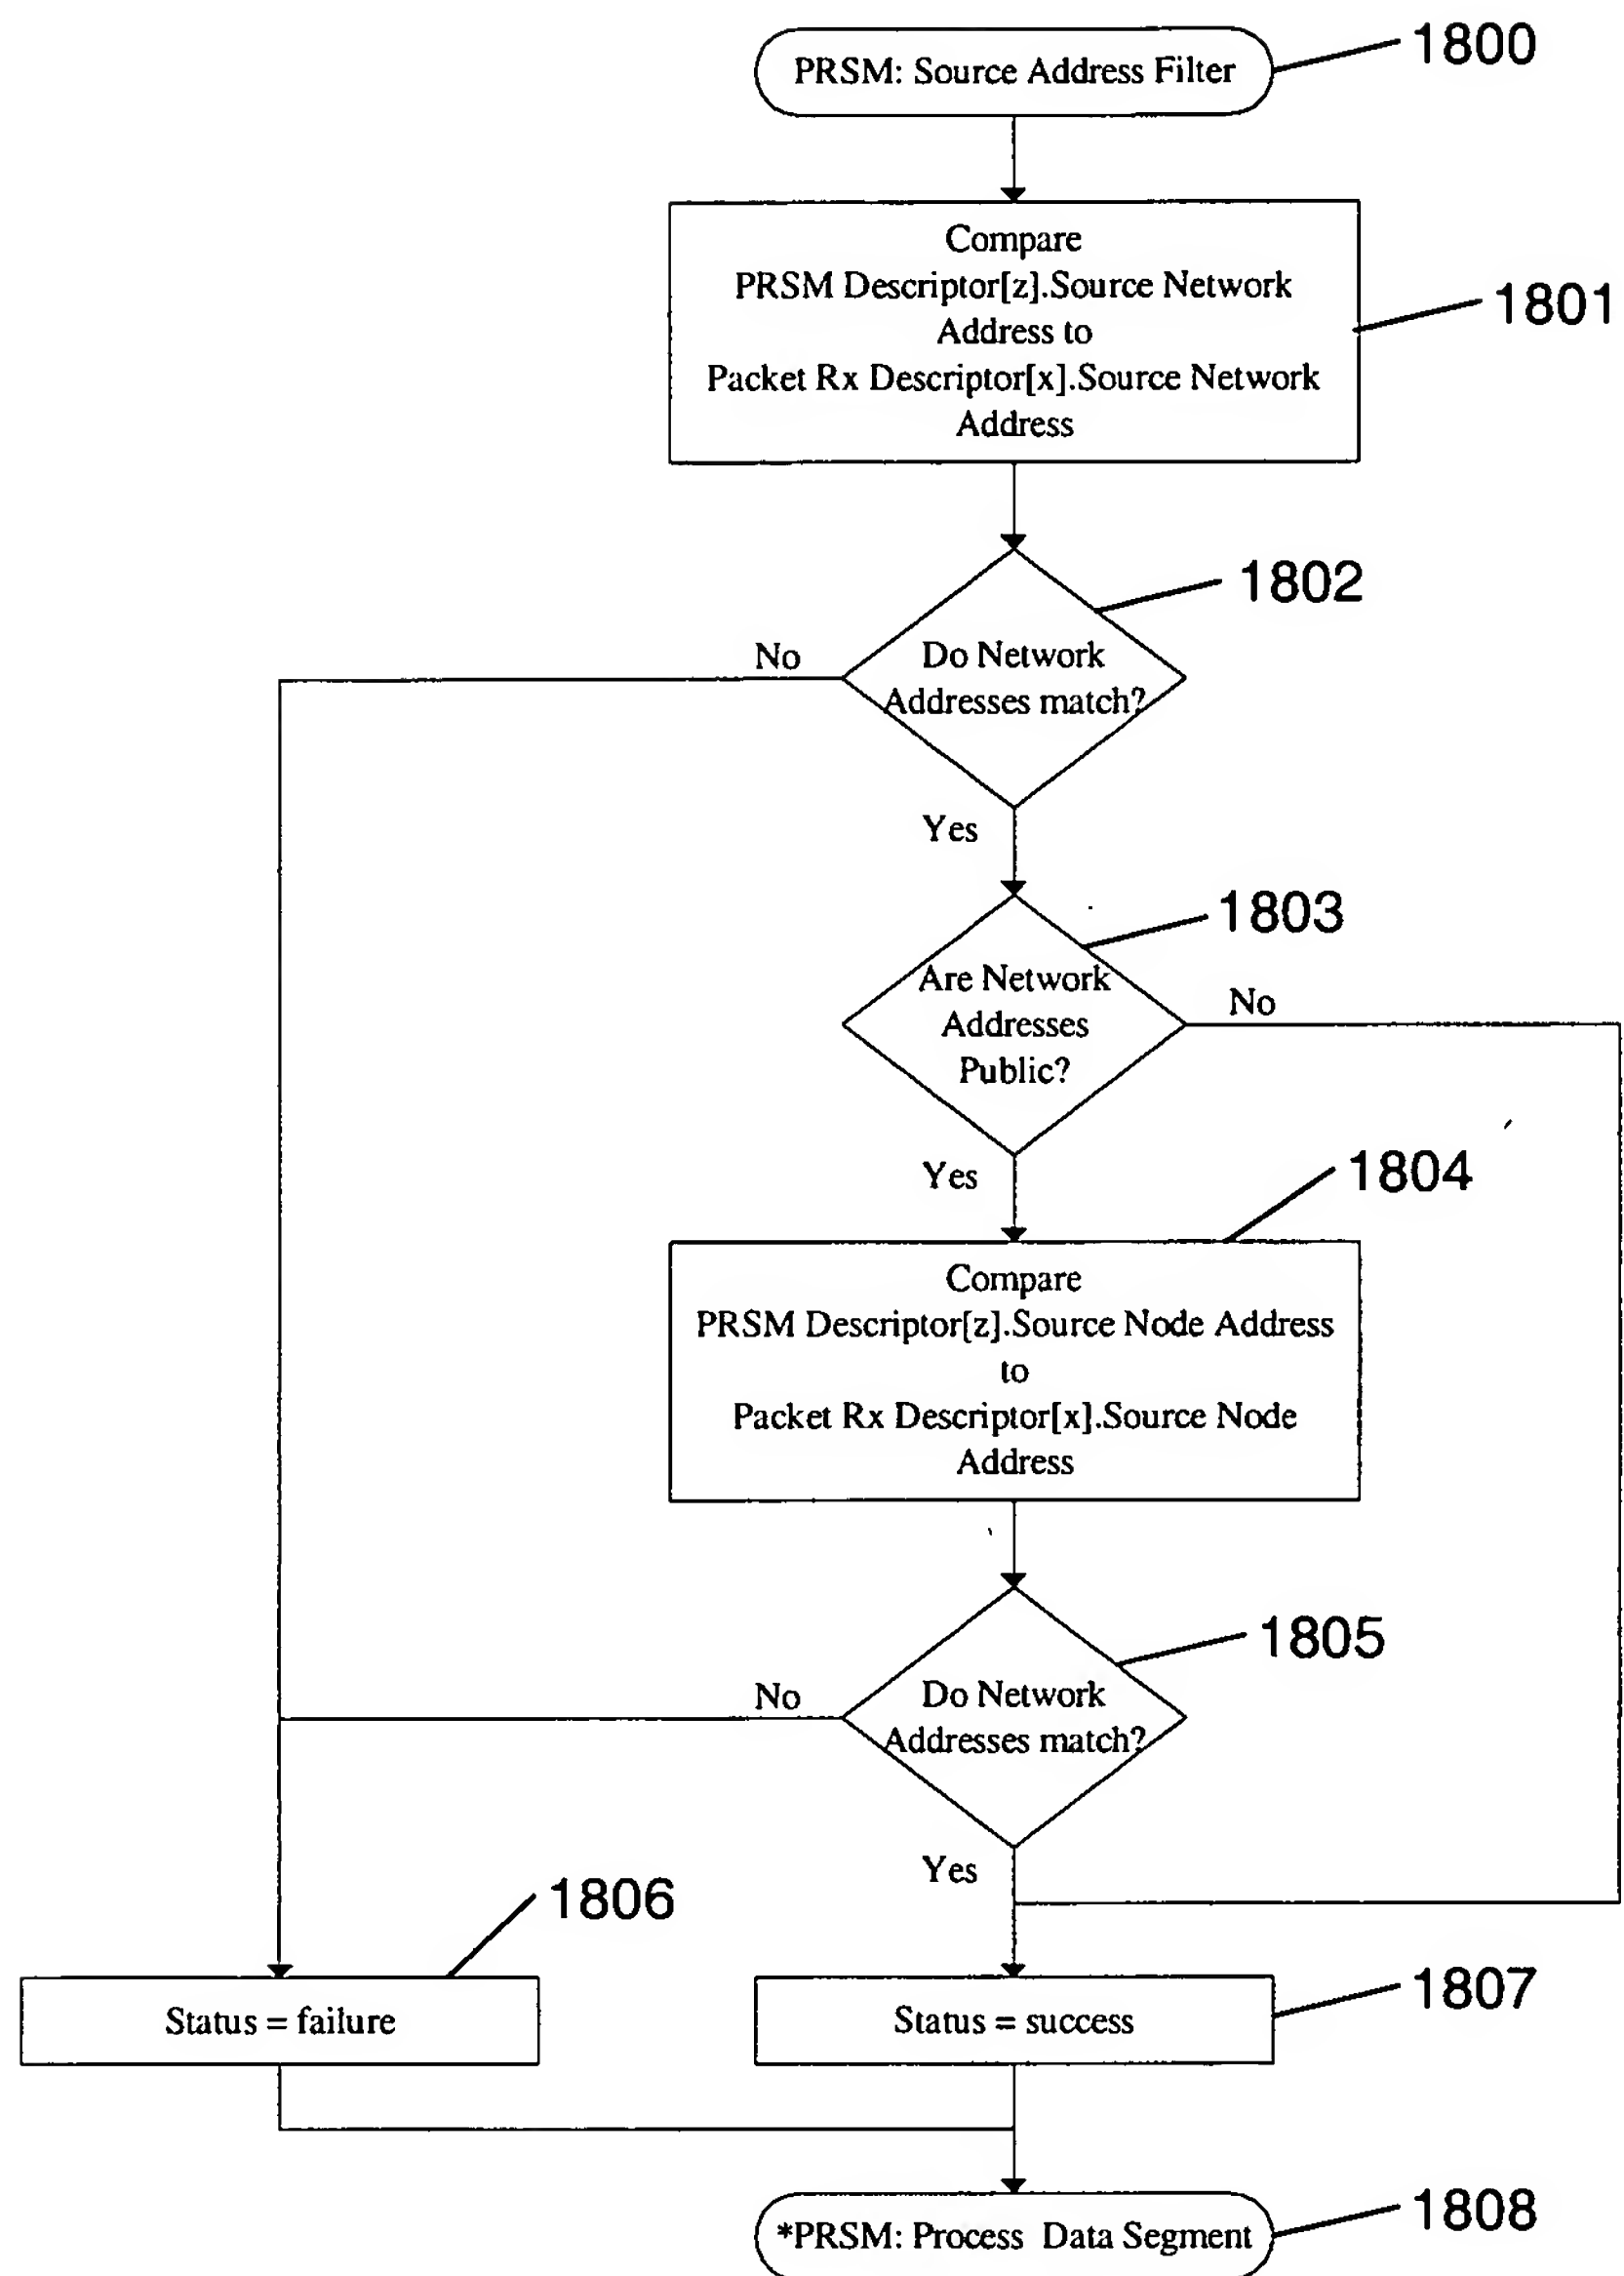 PRSM: Source Address Filter
1800
Compare
PRSM Descriptor[z].Source Network
Address to
Packet Rx Descriptor[x].Source Network
Address
1801
1802
Do Network
Addresses match?
No
Yes
1803
Are Network
Addresses
Public?
No
Yes
1804
Compare
PRSM Descriptor[z].Source Node Address
to
Packet Rx Descriptor[x].Source Node
Address
1805
Do Network
Addresses match?
No
Yes
1806
Status = failure
Status = success
1807
*PRSM: Process Data Segment
1808